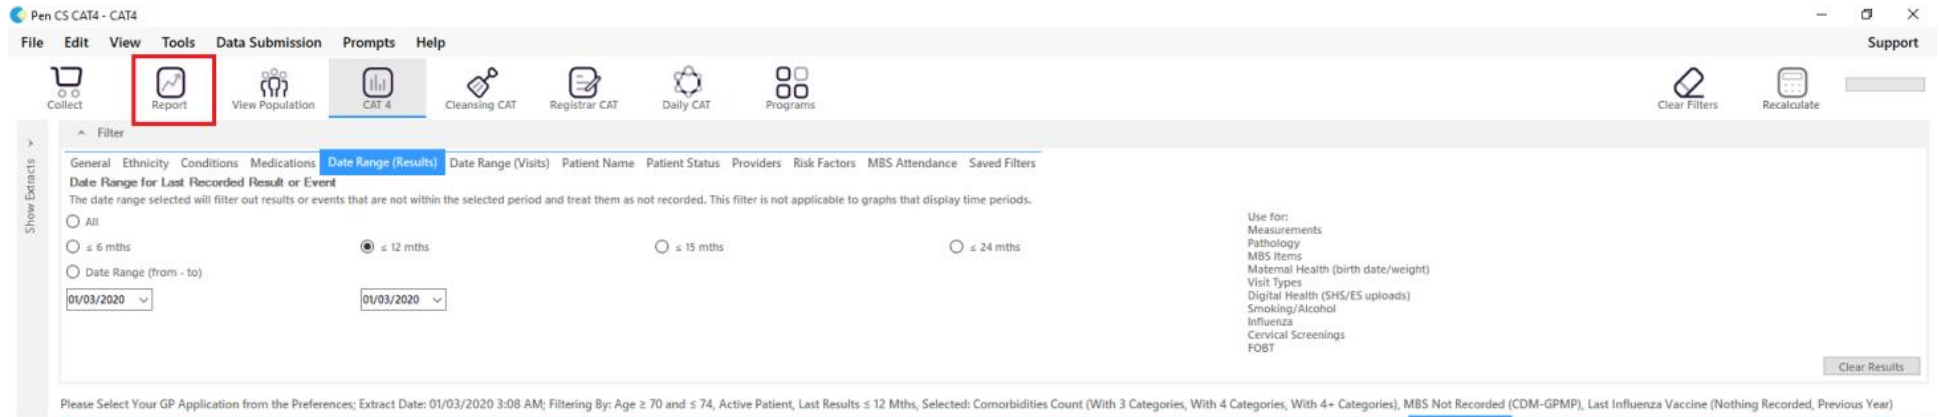 Pen CS CAT4 - CAT4
File Edit View Tools Data Submission Prompts Help Support
Collect Report View Population CAT 4 Cleansing CAT Registrar CAT Daily CAT Programs Clear Filters Recalculate
Filter
Show Extracts
General Ethnicity Conditions Medications Date Range (Results) Date Range (Visits) Patient Name Patient Status Providers Risk Factors MBS Attendance Saved Filters
Date Range for Last Recorded Result or Event
The date range selected will filter out results or events that are not within the selected period and treat them as not recorded. This filter is not applicable to graphs that display time periods.
All
≤ 6 mths ≤ 12 mths ≤ 15 mths ≤ 24 mths
Date Range (from - to)
01/03/2020 01/03/2020
Use for:
Measurements
Pathology
MBS Items
Maternal Health (birth date/weight)
Visit Types
Digital Health (SHS/ES uploads)
Smoking/Alcohol
Influenza
Cervical Screenings
FOBT
Clear Results
Please Select Your GP Application from the Preferences; Extract Date: 01/03/2020 3:08 AM; Filtering By: Age ≥ 70 and ≤ 74, Active Patient, Last Results ≤ 12 Mths, Selected: Comorbidities Count (With 3 Categories, With 4 Categories, With 4+ Categories), MBS Not Recorded (CDM-GPMP), Last Influenza Vaccine (Nothing Recorded, Previous Year)